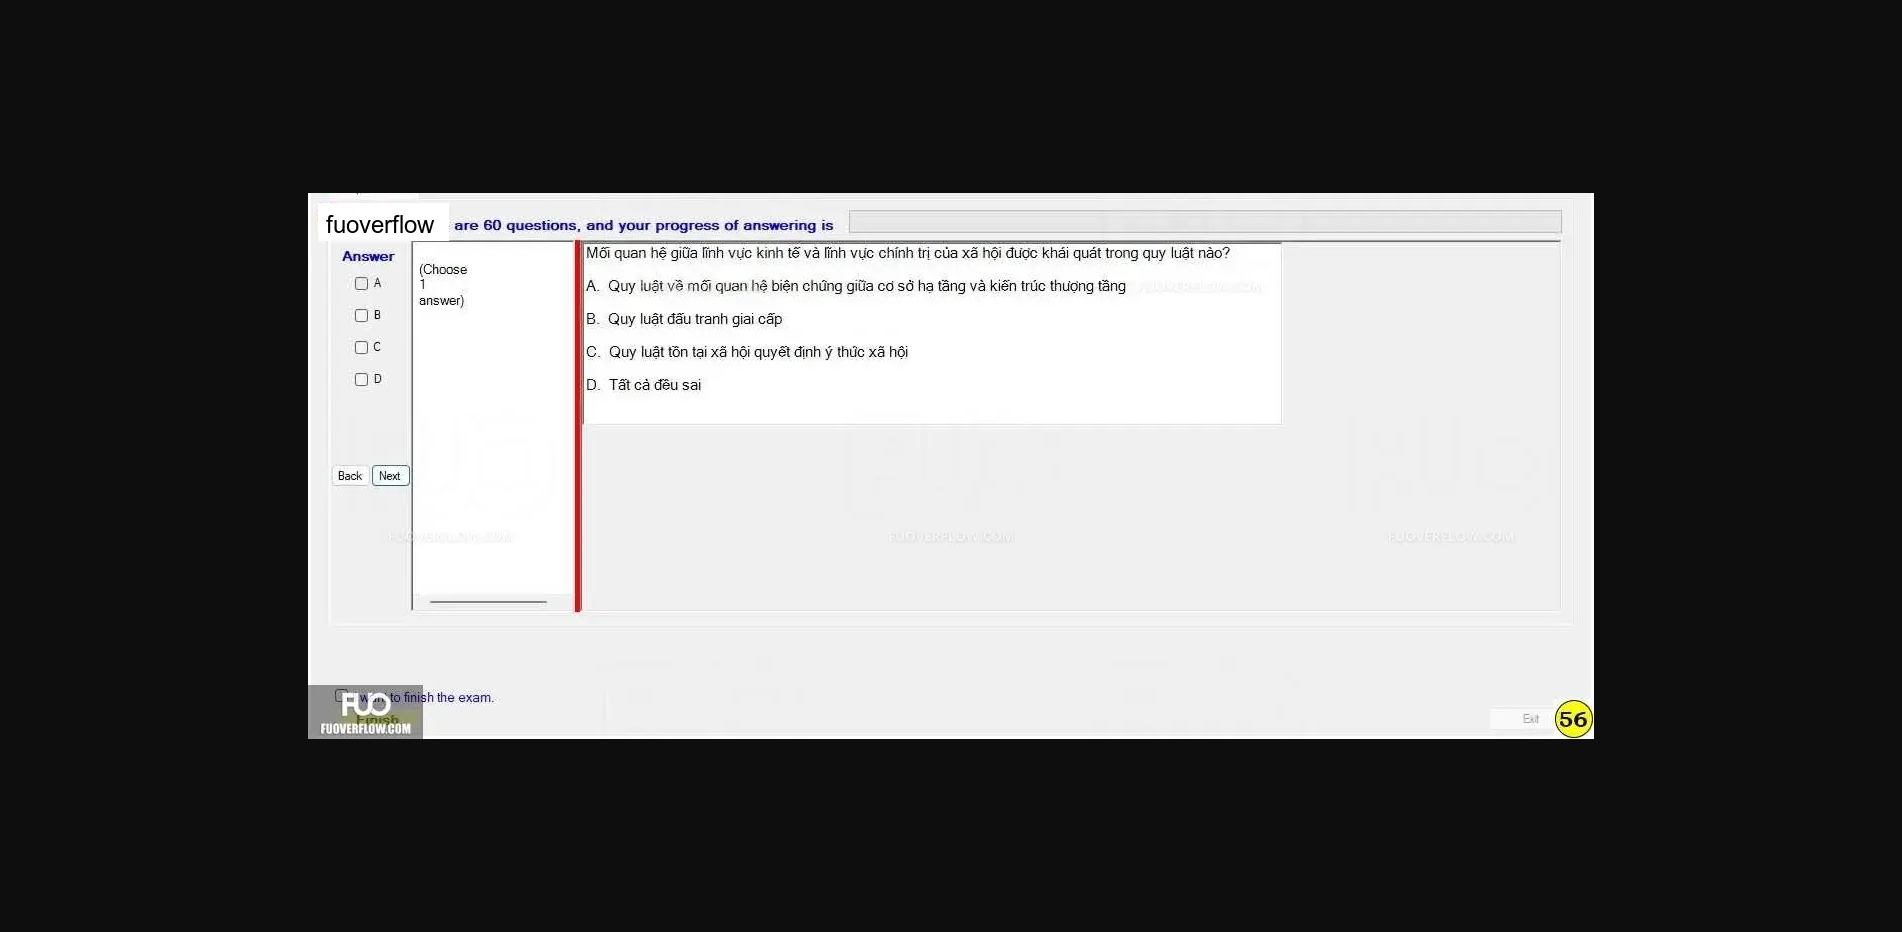 fuoverflow are 60 questions, and your progress of answering is
Answer
A
B
C
D
Back Next
(Choose
1
answer)
Mối quan hệ giữa lĩnh vực kinh tế và lĩnh vực chính trị của xã hội được khái quát trong quy luật nào?
A. Quy luật về mối quan hệ biện chứng giữa cơ sở hạ tầng và kiến trúc thượng tầng
B. Quy luật đấu tranh giai cấp
C. Quy luật tồn tại xã hội quyết định ý thức xã hội
D. Tất cả đều sai
FUOVERFLOW.COM
FUOVERFLOW.COM
FUOVERFLOW.COM
FUOVERFLOW.COM
want to finish the exam.
FUO
Finish
FUOVERFLOW.COM
Exit
56